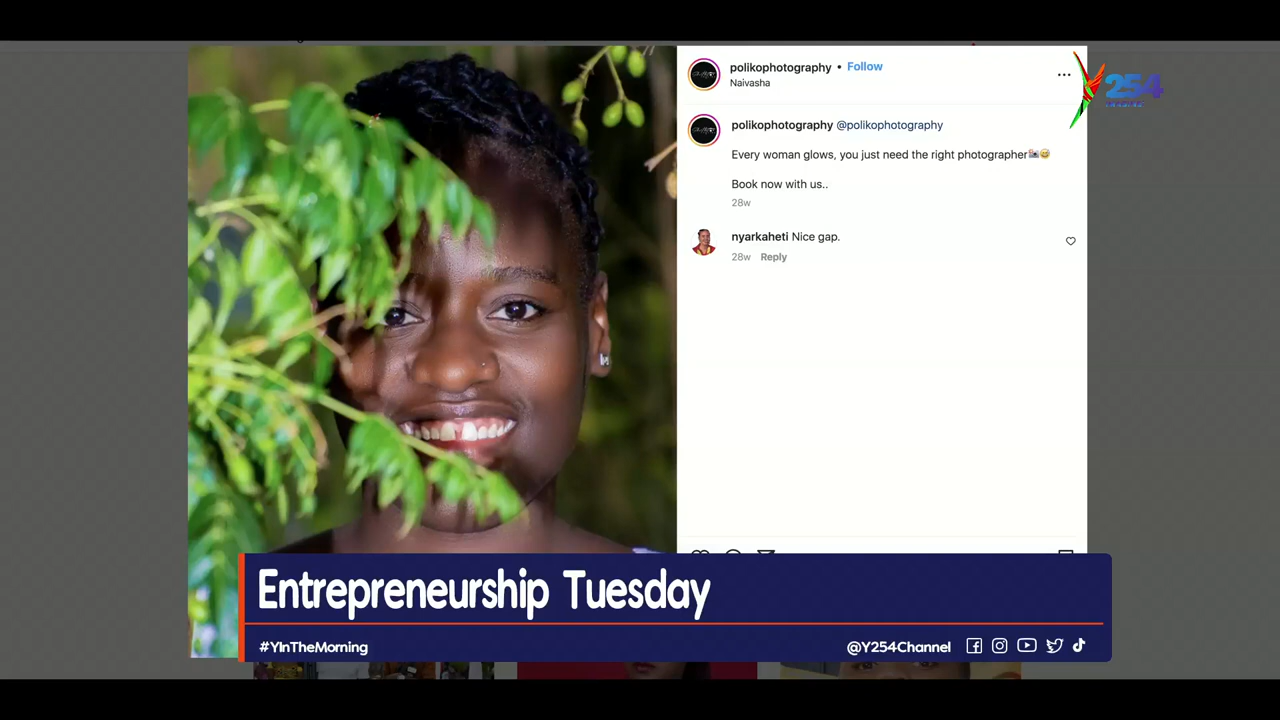 polikophotography • Follow
Naivasha
254
polikophotography @polikophotography
Every woman glows, you just need the right photographer📸😅
Book now with us..
28w
nyarkaheti Nice gap.
28w Reply
Entrepreneurship Tuesday
#YInTheMorning
@Y254Channel